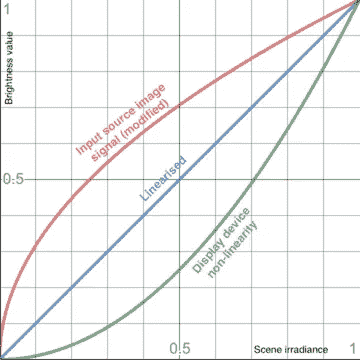 1
Brightness value
Input source image
signal (modified)
Linearised
0.5
Display device
non-linearity
0.5
Scene irradiance
1